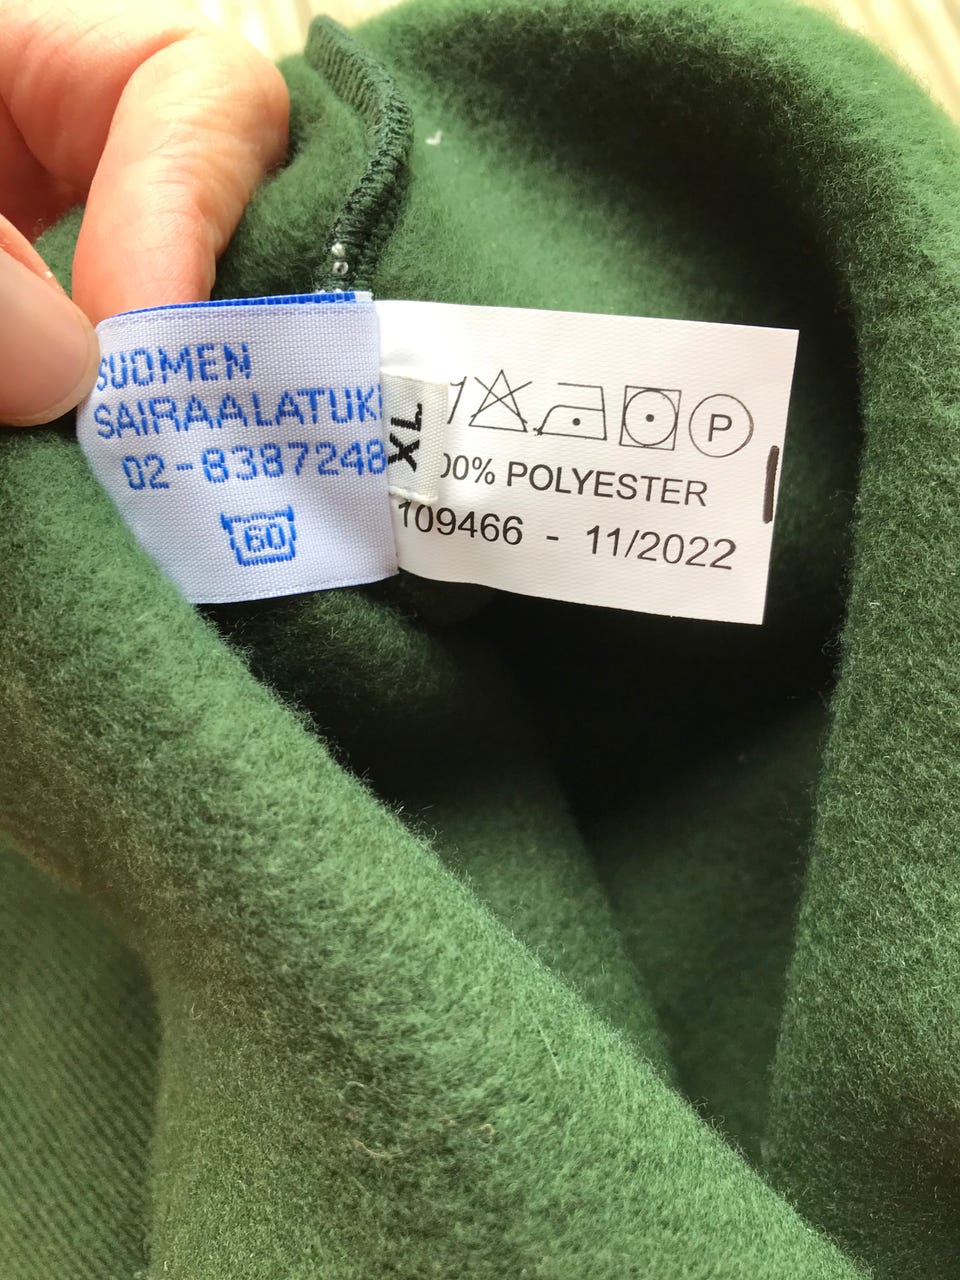 SUOMEN
SAIRAALATUKI
02-8387248
60
XL
P
00% POLYESTER
109466 - 11/2022